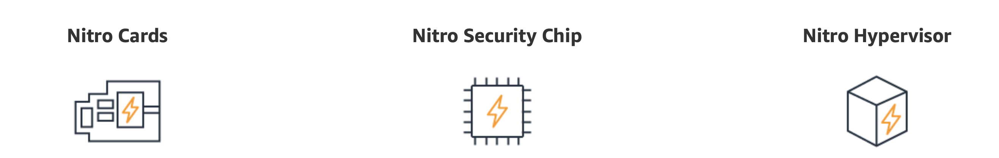 Nitro Cards
Nitro Security Chip
Nitro Hypervisor